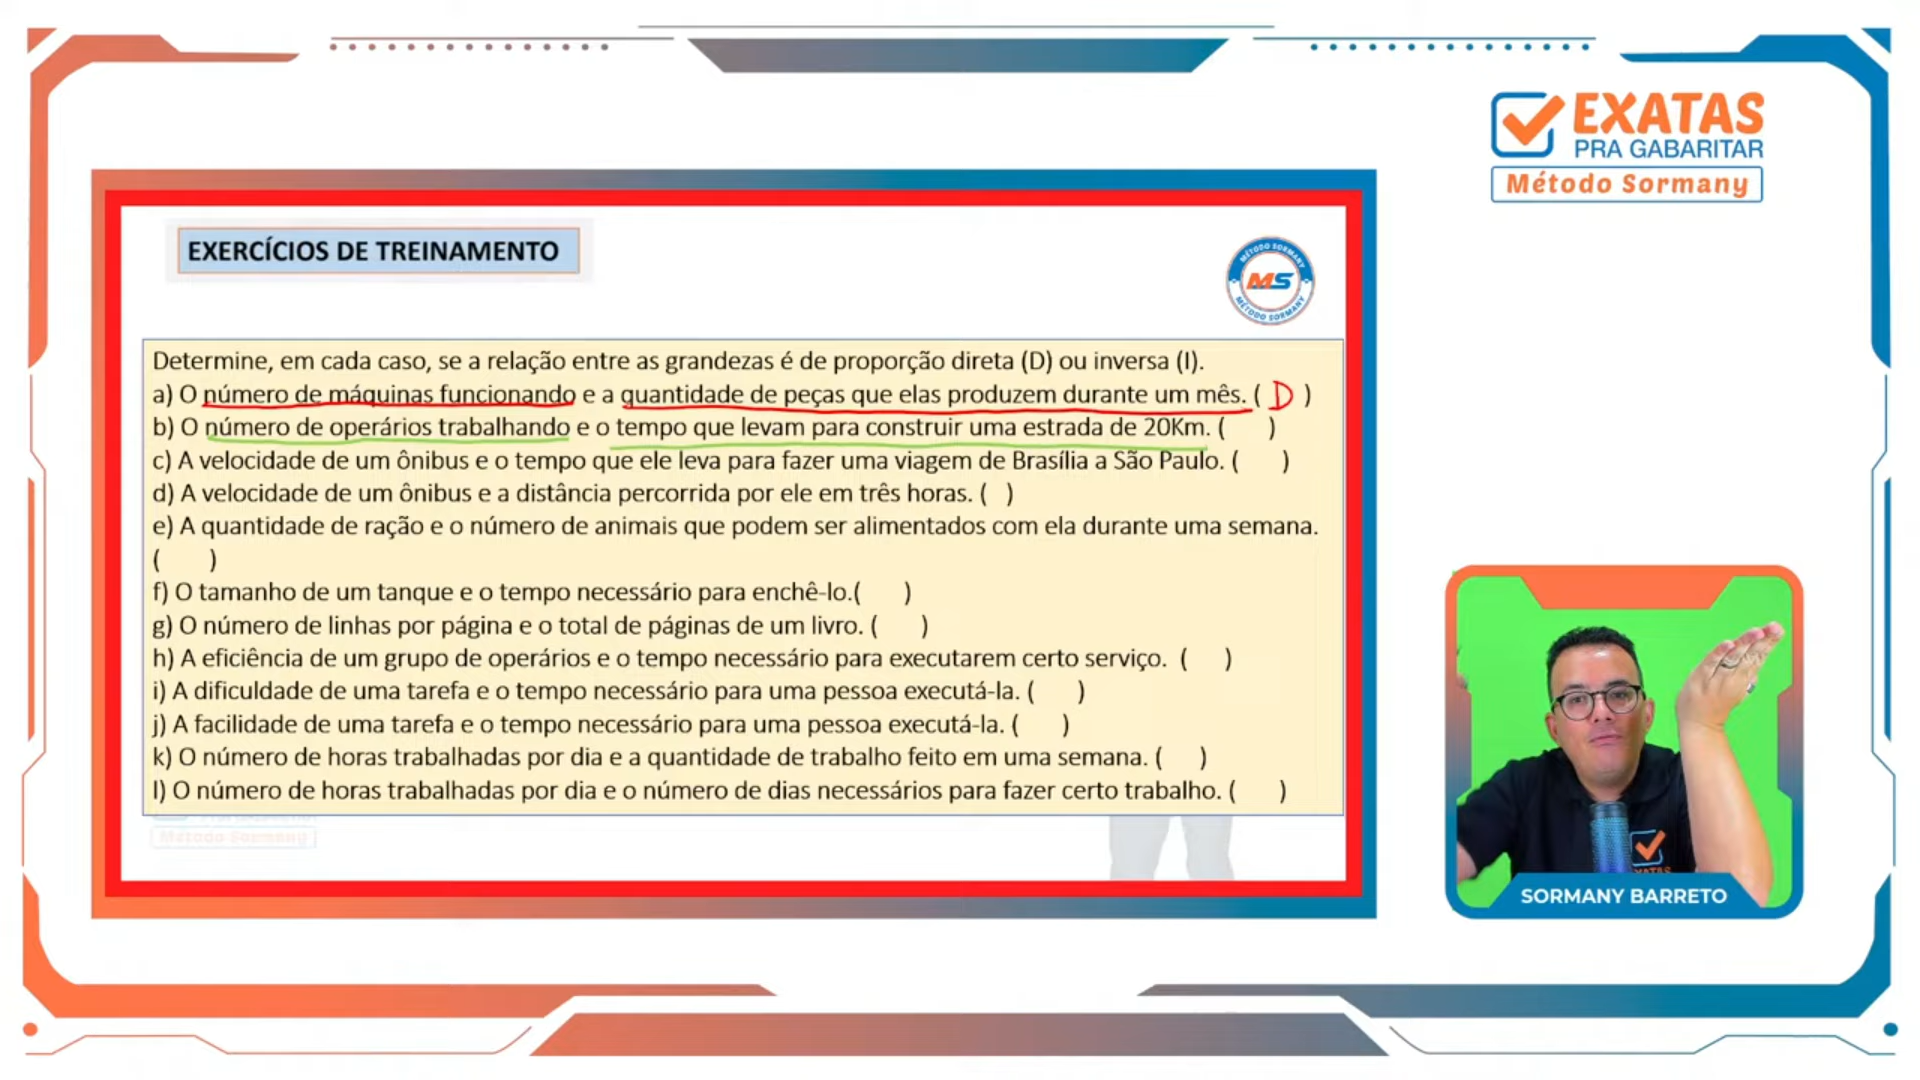 EXATAS
PRA GABARITAR
Método Sormany
EXERCÍCIOS DE TREINAMENTO
MÉTODO SORMANY
MS
MÉTODO SORMANY
Determine, em cada caso, se a relação entre as grandezas é de proporção direta (D) ou inversa (I).
a) O número de máquinas funcionando e a quantidade de peças que elas produzem durante um mês. ( D )
b) O número de operários trabalhando e o tempo que levam para construir uma estrada de 20Km. ( )
c) A velocidade de um ônibus e o tempo que ele leva para fazer uma viagem de Brasília a São Paulo. ( )
d) A velocidade de um ônibus e a distância percorrida por ele em três horas. ( )
e) A quantidade de ração e o número de animais que podem ser alimentados com ela durante uma semana.
( )
f) O tamanho de um tanque e o tempo necessário para enchê-lo.( )
g) O número de linhas por página e o total de páginas de um livro. ( )
h) A eficiência de um grupo de operários e o tempo necessário para executarem certo serviço. ( )
i) A dificuldade de uma tarefa e o tempo necessário para uma pessoa executá-la. ( )
j) A facilidade de uma tarefa e o tempo necessário para uma pessoa executá-la. ( )
k) O número de horas trabalhadas por dia e a quantidade de trabalho feito em uma semana. ( )
l) O número de horas trabalhadas por dia e o número de dias necessários para fazer certo trabalho. ( )
Método Sormany
SORMANY BARRETO